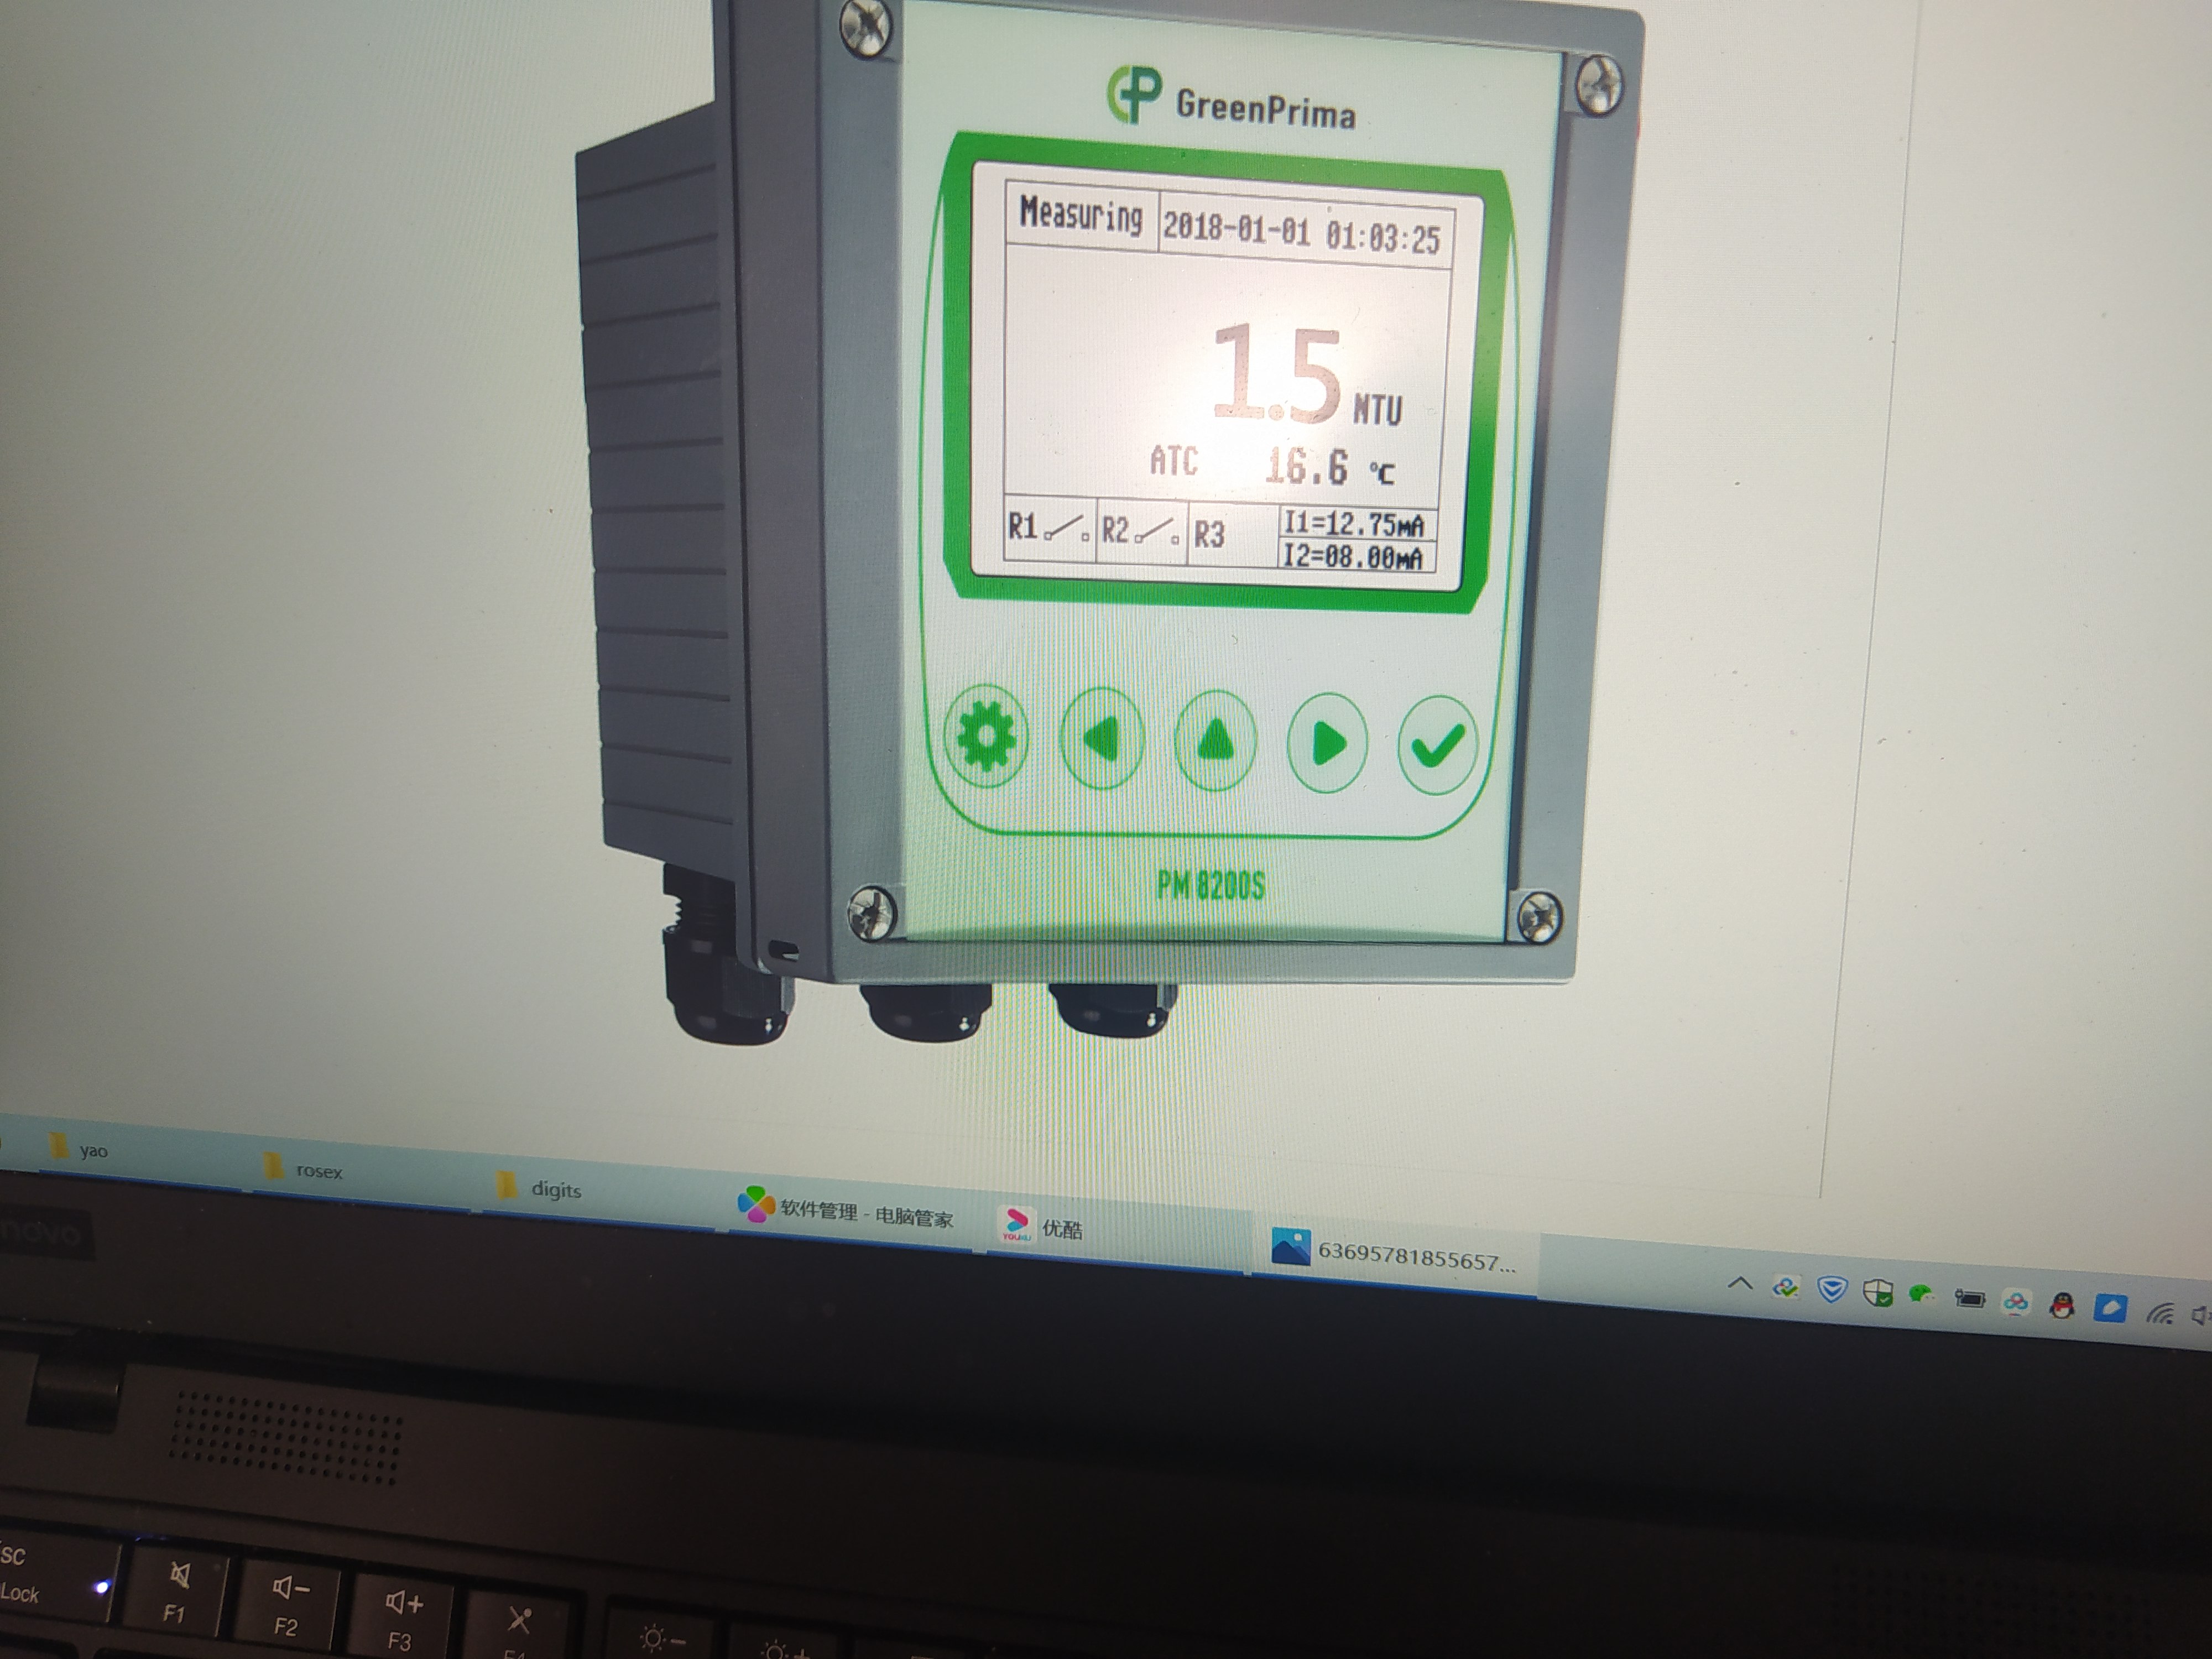 GreenPrima
Measuring 2018-01-01 01:03:25
1.5 NTU
ATC 16.6 ℃
R1 R2 R3 I1=12.75mA
I2=08.00mA
PM 8200S
yao rosex digits 软件管理 - 电脑管家 YOUKU 优酷 63695781855657...
Lock F1 F2 F3